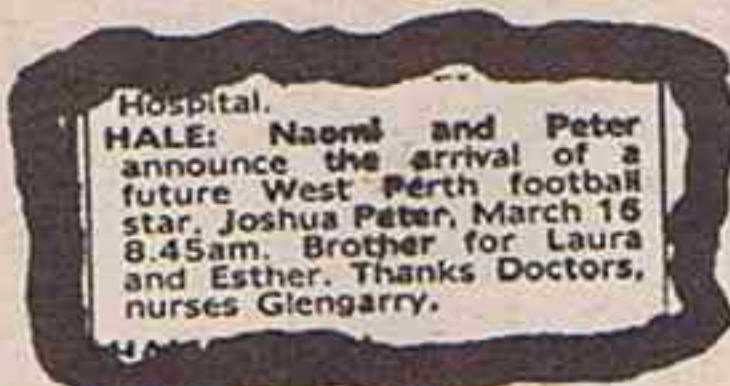 Hospital.
HALE: Naomi and Peter
announce the arrival of a
future West Perth football
star. Joshua Peter, March 16
8.45am. Brother for Laura
and Esther. Thanks Doctors,
nurses Glengarry.